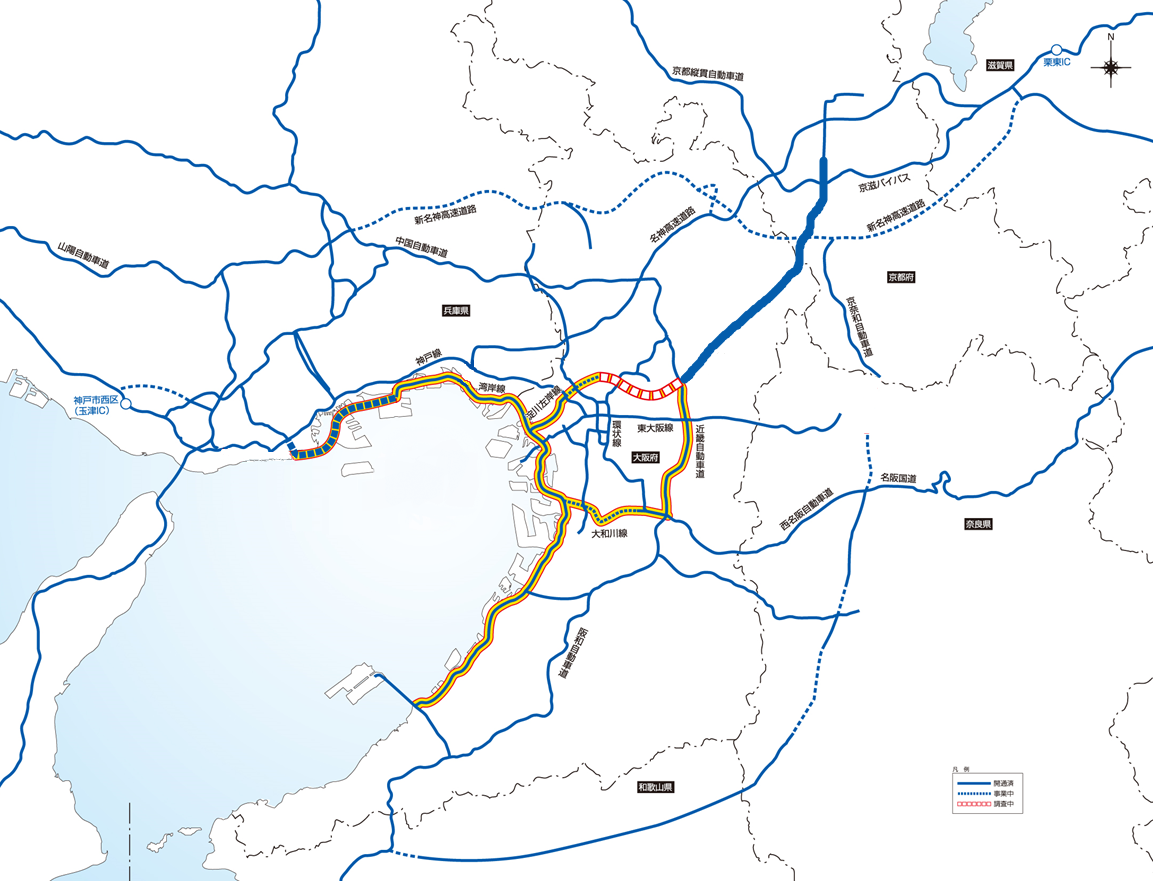 N
滋賀県
栗東IC
京都縦貫自動車道
京滋バイパス
新名神高速道路
新名神高速道路
名神高速道路
中国自動車道
山陽自動車道
京都府
京奈和自動車道
兵庫県
神戸線
湾岸線
淀川左岸線
神戸市西区
(玉津IC)
環状線
東大阪線
近畿自動車道
大阪府
名阪国道
西名阪自動車道
奈良県
大和川線
阪和自動車道
和歌山県
凡 例
開通済
事業中
調査中